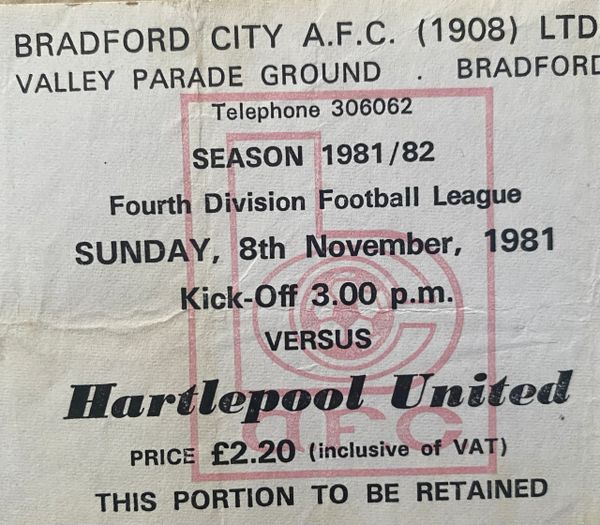 BRADFORD CITY A.F.C. (1908) LTD
VALLEY PARADE GROUND . BRADFORD
Telephone 306062
SEASON 1981/82
Fourth Division Football League
SUNDAY, 8th November, 1981
Kick-Off 3.00 p.m.
VERSUS
Hartlepool United
afc
PRICE £2.20 (inclusive of VAT)
THIS PORTION TO BE RETAINED